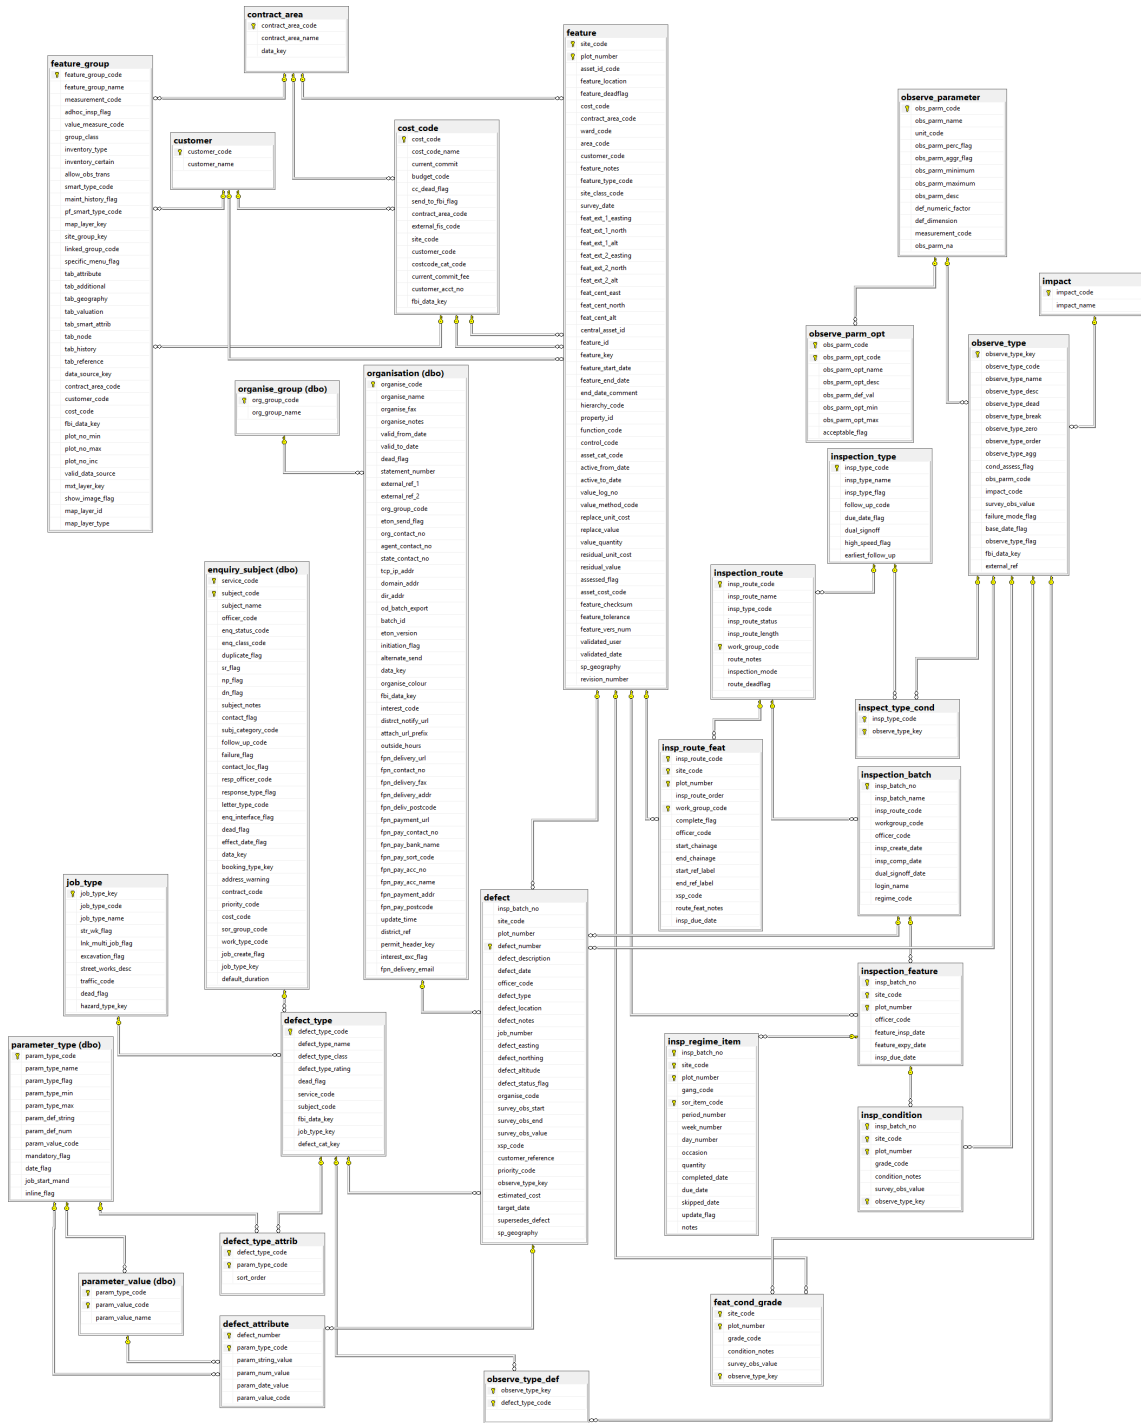 contract_area
contract_area_code
contract_area_name
data_key
feature_group
feature_group_code
feature_group_name
measurement_code
adhoc_insp_flag
value_measure_code
group_class
inventory_type
inventory_certain
allow_obs_trans
smart_type_code
maint_history_flag
pf_smart_type_code
map_layer_key
site_group_key
linked_group_code
specific_menu_flag
tab_attribute
tab_additional
tab_geography
tab_valuation
tab_smart_attrib
tab_node
tab_history
tab_reference
data_source_key
contract_area_code
customer_code
cost_code
fbi_data_key
plot_no_min
plot_no_max
plot_no_inc
valid_data_source
mxt_layer_key
show_image_flag
map_layer_id
map_layer_type
customer
customer_code
customer_name
cost_code
cost_code
cost_code_name
current_commit
budget_code
cc_dead_flag
send_to_fbi_flag
contract_area_code
external_fis_code
site_code
customer_code
costcode_cat_code
current_commit_fee
customer_acct_no
fbi_data_key
feature
site_code
plot_number
asset_id_code
feature_location
feature_deadflag
cost_code
contract_area_code
ward_code
area_code
customer_code
feature_notes
feature_type_code
site_class_code
survey_date
feat_ext_1_easting
feat_ext_1_north
feat_ext_1_alt
feat_ext_2_easting
feat_ext_2_north
feat_ext_2_alt
feat_cent_east
feat_cent_north
feat_cent_alt
central_asset_id
feature_id
feature_key
feature_start_date
feature_end_date
end_date_comment
hierarchy_code
property_id
function_code
control_code
asset_cat_code
active_from_date
active_to_date
value_log_no
value_method_code
replace_unit_cost
replace_value
value_quantity
residual_unit_cost
residual_value
assessed_flag
asset_cost_code
feature_checksum
feature_tolerance
feature_vers_num
validated_user
validated_date
sp_geography
revision_number
observe_parameter
obs_parm_code
obs_parm_name
unit_code
obs_parm_perc_flag
obs_parm_aggr_flag
obs_parm_minimum
obs_parm_maximum
obs_parm_desc
def_numeric_factor
def_dimension
measurement_code
obs_parm_na
impact
impact_code
impact_name
observe_parm_opt
obs_parm_code
obs_parm_opt_code
obs_parm_opt_name
obs_parm_opt_desc
obs_parm_def_val
obs_parm_opt_min
obs_parm_opt_max
acceptable_flag
observe_type
observe_type_key
observe_type_code
observe_type_name
observe_type_desc
observe_type_dead
observe_type_break
observe_type_zero
observe_type_order
observe_type_agg
cond_assess_flag
obs_parm_code
impact_code
survey_obs_value
failure_mode_flag
base_date_flag
observe_type_flag
fbi_data_key
external_ref
organise_group (dbo)
org_group_code
org_group_name
organisation (dbo)
organise_code
organise_name
organise_fax
organise_notes
valid_from_date
valid_to_date
dead_flag
statement_number
external_ref_1
external_ref_2
org_group_code
eton_send_flag
org_contact_no
agent_contact_no
state_contact_no
tcp_ip_addr
domain_addr
dir_addr
od_batch_export
batch_id
eton_version
initiation_flag
alternate_send
data_key
organise_colour
fbi_data_key
interest_code
distrct_notify_url
attach_url_prefix
outside_hours
fpn_delivery_url
fpn_contact_no
fpn_delivery_fax
fpn_delivery_addr
fpn_deliv_postcode
fpn_payment_url
fpn_pay_contact_no
fpn_pay_bank_name
fpn_pay_sort_code
fpn_pay_acc_no
fpn_pay_acc_name
fpn_payment_addr
fpn_pay_postcode
update_time
district_ref
permit_header_key
interest_exc_flag
fpn_delivery_email
inspection_type
insp_type_code
insp_type_name
insp_type_flag
follow_up_code
due_date_flag
dual_signoff
high_speed_flag
earliest_follow_up
enquiry_subject (dbo)
service_code
subject_code
subject_name
officer_code
enq_status_code
enq_class_code
duplicate_flag
sr_flag
np_flag
dn_flag
subject_notes
contact_flag
subj_category_code
follow_up_code
failure_flag
contact_loc_flag
resp_officer_code
response_type_flag
letter_type_code
enq_interface_flag
dead_flag
effect_date_flag
data_key
booking_type_key
address_warning
contract_code
priority_code
cost_code
sor_group_code
work_type_code
job_create_flag
job_type_key
default_duration
inspection_route
insp_route_code
insp_route_name
insp_type_code
insp_route_status
insp_route_length
work_group_code
route_notes
inspection_mode
route_deadflag
inspect_type_cond
insp_type_code
observe_type_key
insp_route_feat
insp_route_code
site_code
plot_number
insp_route_order
work_group_code
complete_flag
officer_code
start_chainage
end_chainage
start_ref_label
end_ref_label
xsp_code
route_feat_notes
insp_due_date
inspection_batch
insp_batch_no
insp_batch_name
insp_route_code
workgroup_code
officer_code
insp_create_date
insp_comp_date
dual_signoff_date
login_name
regime_code
job_type
job_type_key
job_type_code
job_type_name
str_wk_flag
lnk_multi_job_flag
excavation_flag
street_works_desc
traffic_code
dead_flag
hazard_type_key
defect
insp_batch_no
site_code
plot_number
defect_number
defect_description
defect_date
officer_code
defect_type
defect_location
defect_notes
job_number
defect_easting
defect_northing
defect_altitude
defect_status_flag
organise_code
survey_obs_start
survey_obs_end
survey_obs_value
xsp_code
customer_reference
priority_code
observe_type_key
estimated_cost
target_date
supersedes_defect
sp_geography
inspection_feature
insp_batch_no
site_code
plot_number
officer_code
feature_insp_date
feature_expy_date
insp_due_date
defect_type
defect_type_code
defect_type_name
defect_type_class
defect_type_rating
dead_flag
service_code
subject_code
fbi_data_key
job_type_key
defect_cat_key
parameter_type (dbo)
param_type_code
param_type_name
param_type_flag
param_type_min
param_type_max
param_def_string
param_def_num
param_value_code
mandatory_flag
date_flag
job_start_mand
inline_flag
insp_regime_item
insp_batch_no
site_code
plot_number
gang_code
sor_item_code
period_number
week_number
day_number
occasion
quantity
completed_date
due_date
skipped_date
update_flag
notes
insp_condition
insp_batch_no
site_code
plot_number
grade_code
condition_notes
survey_obs_value
observe_type_key
defect_type_attrib
defect_type_code
param_type_code
sort_order
parameter_value (dbo)
param_type_code
param_value_code
param_value_name
defect_attribute
defect_number
param_type_code
param_string_value
param_num_value
param_date_value
param_value_code
feat_cond_grade
site_code
plot_number
grade_code
condition_notes
survey_obs_value
observe_type_key
observe_type_def
observe_type_key
defect_type_code